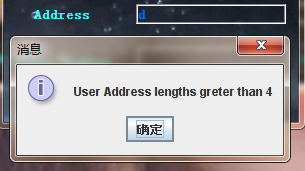 Address
d
消息
User Address lengths greter than 4
确定